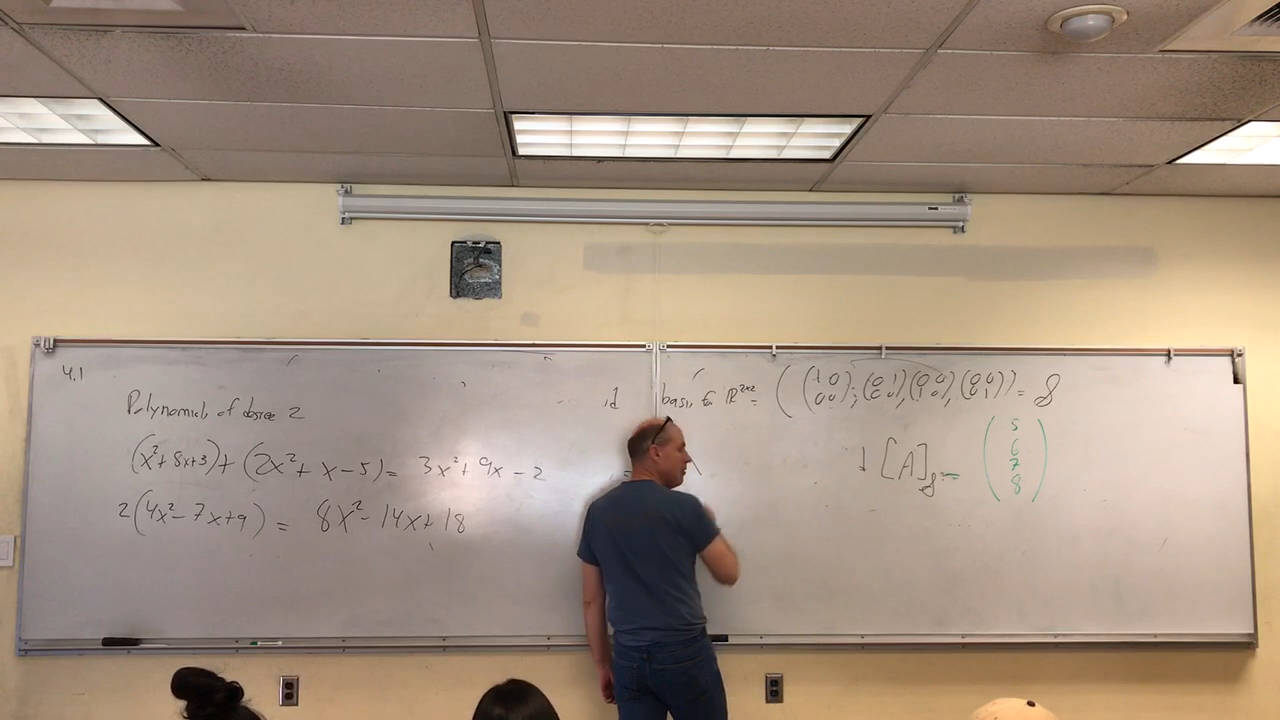 4.1
Polynomials of degree 2
(x²+8x+3)+(2x²+x-5)=3x²+9x-2
2(4x²-7x+9)=8x²-14x+18
basis for ℝ²ˣ² = ((1 0
0 0),(0 1
0 0),(0 0
1 0),(0 0
0 1)) = 8
[A] =
5
6
7
8